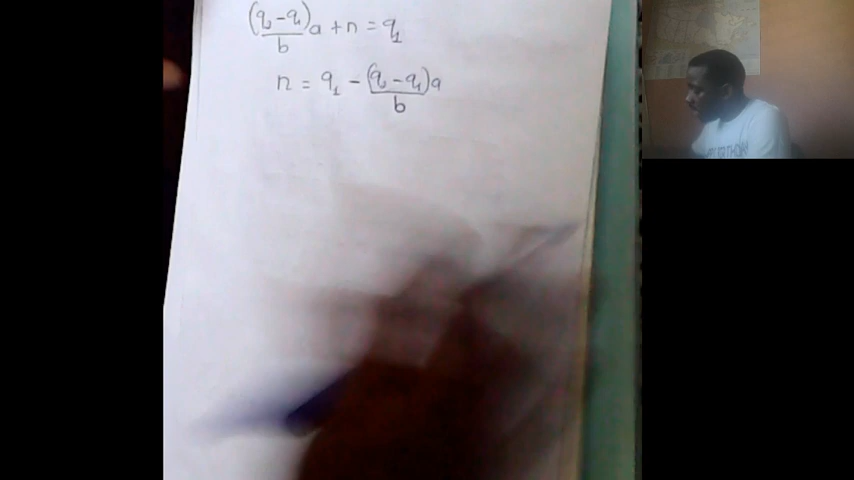 (q₂ - q₁)/b a + n = q₁
n = q₁ - (q₂ - q₁)/b a